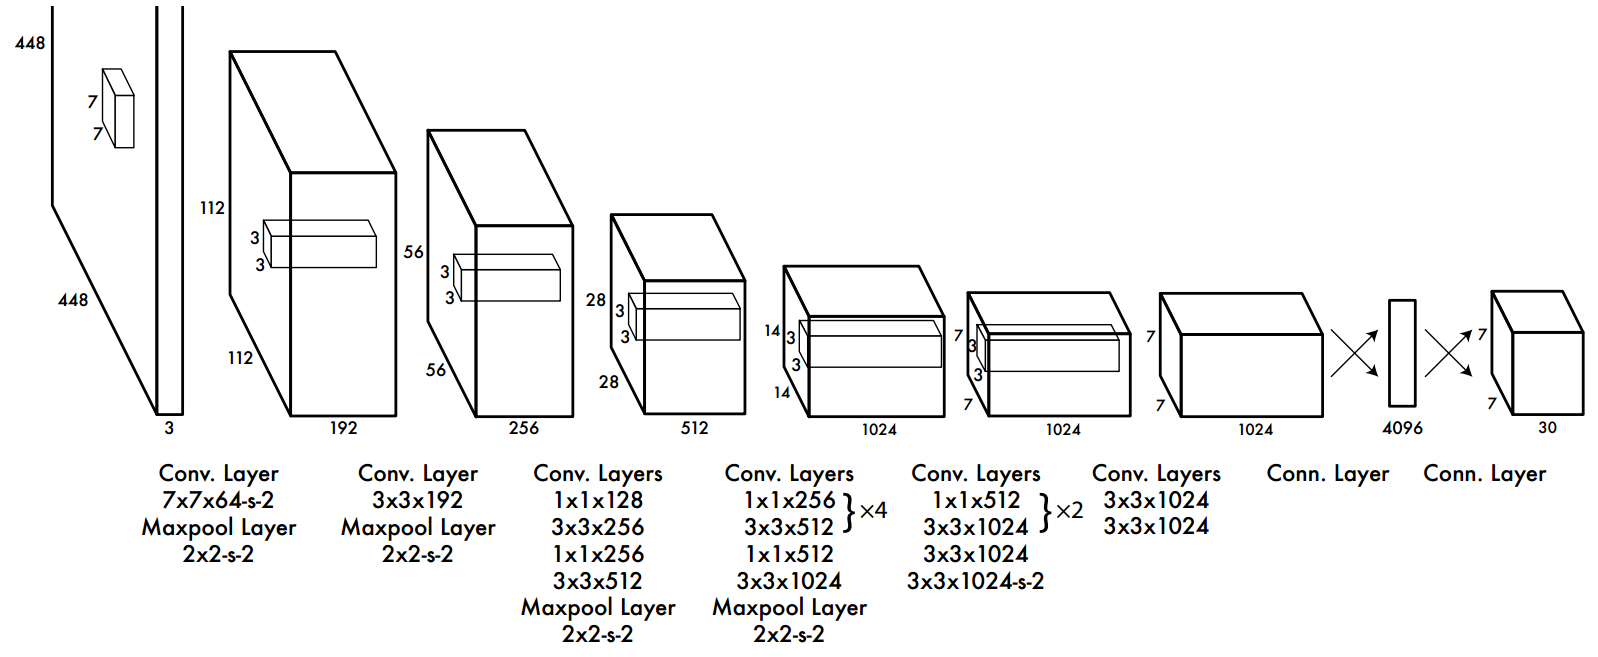 448
7
7
448
3
112
3
3
112
192
56
3
3
56
256
28
3
3
28
512
14
3
3
14
1024
7
3
3
7
1024
7
7
1024
4096
7
7
30
Conv. Layer
7x7x64-s-2
Maxpool Layer
2x2-s-2
Conv. Layer
3x3x192
Maxpool Layer
2x2-s-2
Conv. Layers
1x1x128
3x3x256
1x1x256
3x3x512
Maxpool Layer
2x2-s-2
Conv. Layers
1x1x256
3x3x512
} ×4
1x1x512
3x3x1024
Maxpool Layer
2x2-s-2
Conv. Layers
1x1x512
3x3x1024
} ×2
3x3x1024
3x3x1024-s-2
Conv. Layers
3x3x1024
3x3x1024
Conn. Layer
Conn. Layer